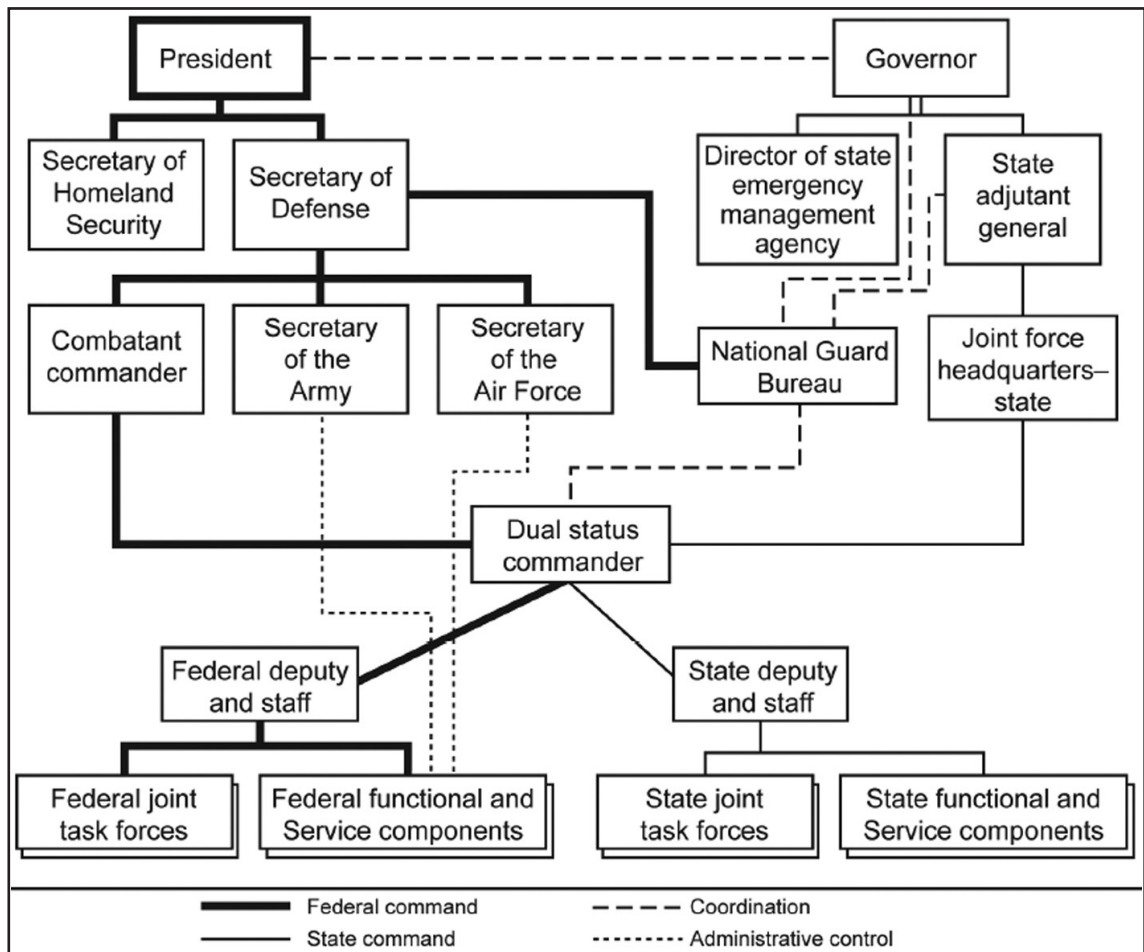 President
Governor
Secretary of
Homeland
Security
Secretary of
Defense
Director of state
emergency
management
agency
State
adjutant
general
Combatant
commander
Secretary
of the
Army
Secretary
of the
Air Force
National Guard
Bureau
Joint force
headquarters–
state
Dual status
commander
Federal deputy
and staff
State deputy
and staff
Federal joint
task forces
Federal functional and
Service components
State joint
task forces
State functional and
Service components
Federal command
Coordination
State command
Administrative control